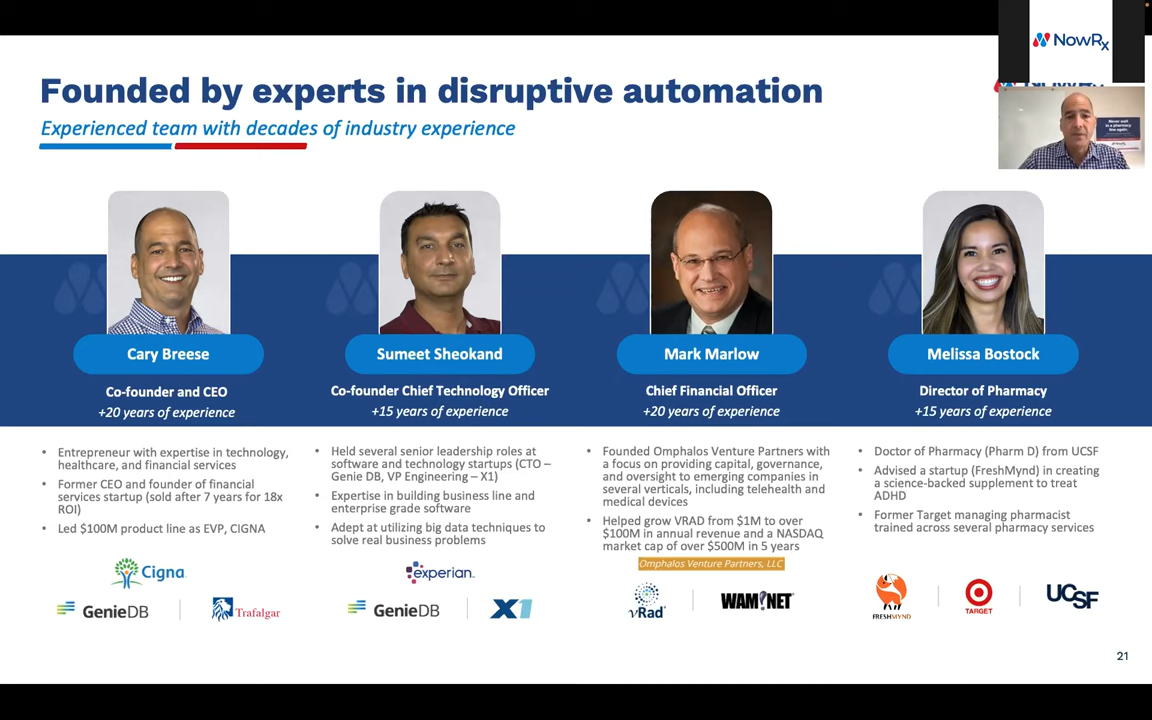 NowRx
Founded by experts in disruptive automation
Experienced team with decades of industry experience
Never wait
in a pharmacy
line again.
Cary Breese
Co-founder and CEO
+20 years of experience
• Entrepreneur with expertise in technology,
healthcare, and financial services
• Former CEO and founder of financial
services startup (sold after 7 years for 18x
ROI)
• Led $100M product line as EVP, CIGNA
Cigna
GenieDB
Trafalgar
Sumeet Sheokand
Co-founder Chief Technology Officer
+15 years of experience
• Held several senior leadership roles at
software and technology startups (CTO –
Genie DB, VP Engineering – X1)
• Expertise in building business line and
enterprise grade software
• Adept at utilizing big data techniques to
solve real business problems
experian.
GenieDB
X1
Mark Marlow
Chief Financial Officer
+20 years of experience
• Founded Omphalos Venture Partners with
a focus on providing capital, governance,
and oversight to emerging companies in
several verticals, including telehealth and
medical devices
• Helped grow VRAD from $1M to over
$100M in annual revenue and a NASDAQ
market cap of over $500M in 5 years
Omphalos Venture Partners, LLC
vRad
WAM!NET
Melissa Bostock
Director of Pharmacy
+15 years of experience
• Doctor of Pharmacy (Pharm D) from UCSF
• Advised a startup (FreshMynd) in creating
a science-backed supplement to treat
ADHD
• Former Target managing pharmacist
trained across several pharmacy services
FRESHMYND
TARGET
UCSF
21